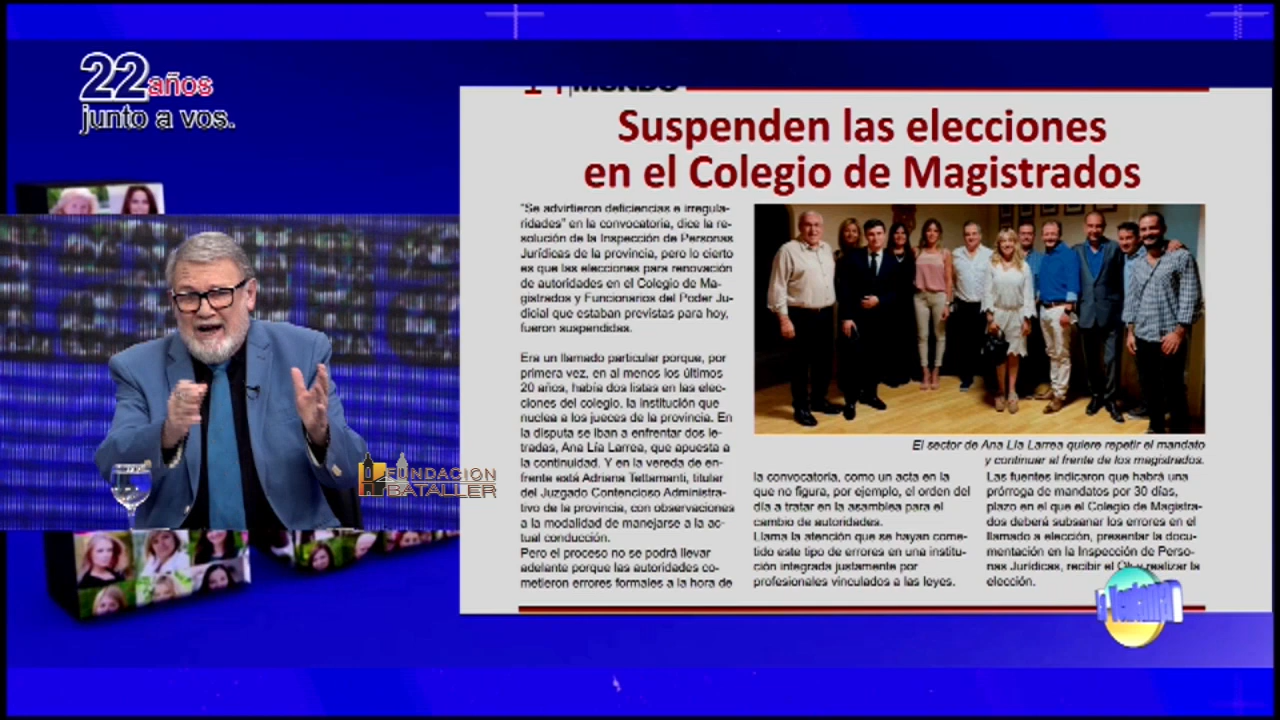 22 años
junto a vos.
MUNDO
Suspenden las elecciones
en el Colegio de Magistrados
"Se advirtieron deficiencias e irregula-
ridades" en la convocatoria, dice la re-
solución de la Inspección de Personas
Jurídicas de la provincia, pero lo cierto
es que las elecciones para renovación
de autoridades en el Colegio de Ma-
gistrados y Funcionarios del Poder Ju-
dicial que estaban previstas para hoy,
fueron suspendidas.
Era un llamado particular porque, por
primera vez, en al menos los últimos
20 años, había dos listas en las elec-
ciones del colegio, la institución que
nuclea a los jueces de la provincia. En
la disputa se iban a enfrentar dos le-
tradas, Ana Lía Larrea, que apuesta a
la continuidad. Y en la vereda de en-
frente está Adriana Tettamanti, titular
del Juzgado Contencioso Administra-
tivo de la provincia, con observaciones
a la modalidad de manejarse a la ac-
tual conducción.
Pero el proceso no se podrá llevar
adelante porque las autoridades co-
metieron errores formales a la hora de
El sector de Ana Lía Larrea quiere repetir el mandato
y continuar al frente de los magistrados.
la convocatoria, como un acta en la
que no figura, por ejemplo, el orden del
día a tratar en la asamblea para el
cambio de autoridades.
Llama la atención que se hayan come-
tido este tipo de errores en una institu-
ción integrada justamente por
profesionales vinculados a las leyes.
Las fuentes indicaron que habrá una
prórroga de mandatos por 30 días,
plazo en el que el Colegio de Magistra-
dos deberá subsanar los errores en el
llamado a elección, presentar la docu-
mentación en la Inspección de Perso-
nas Jurídicas, recibir el Ok y realizar la
elección.
FUNDACION
BATALLER